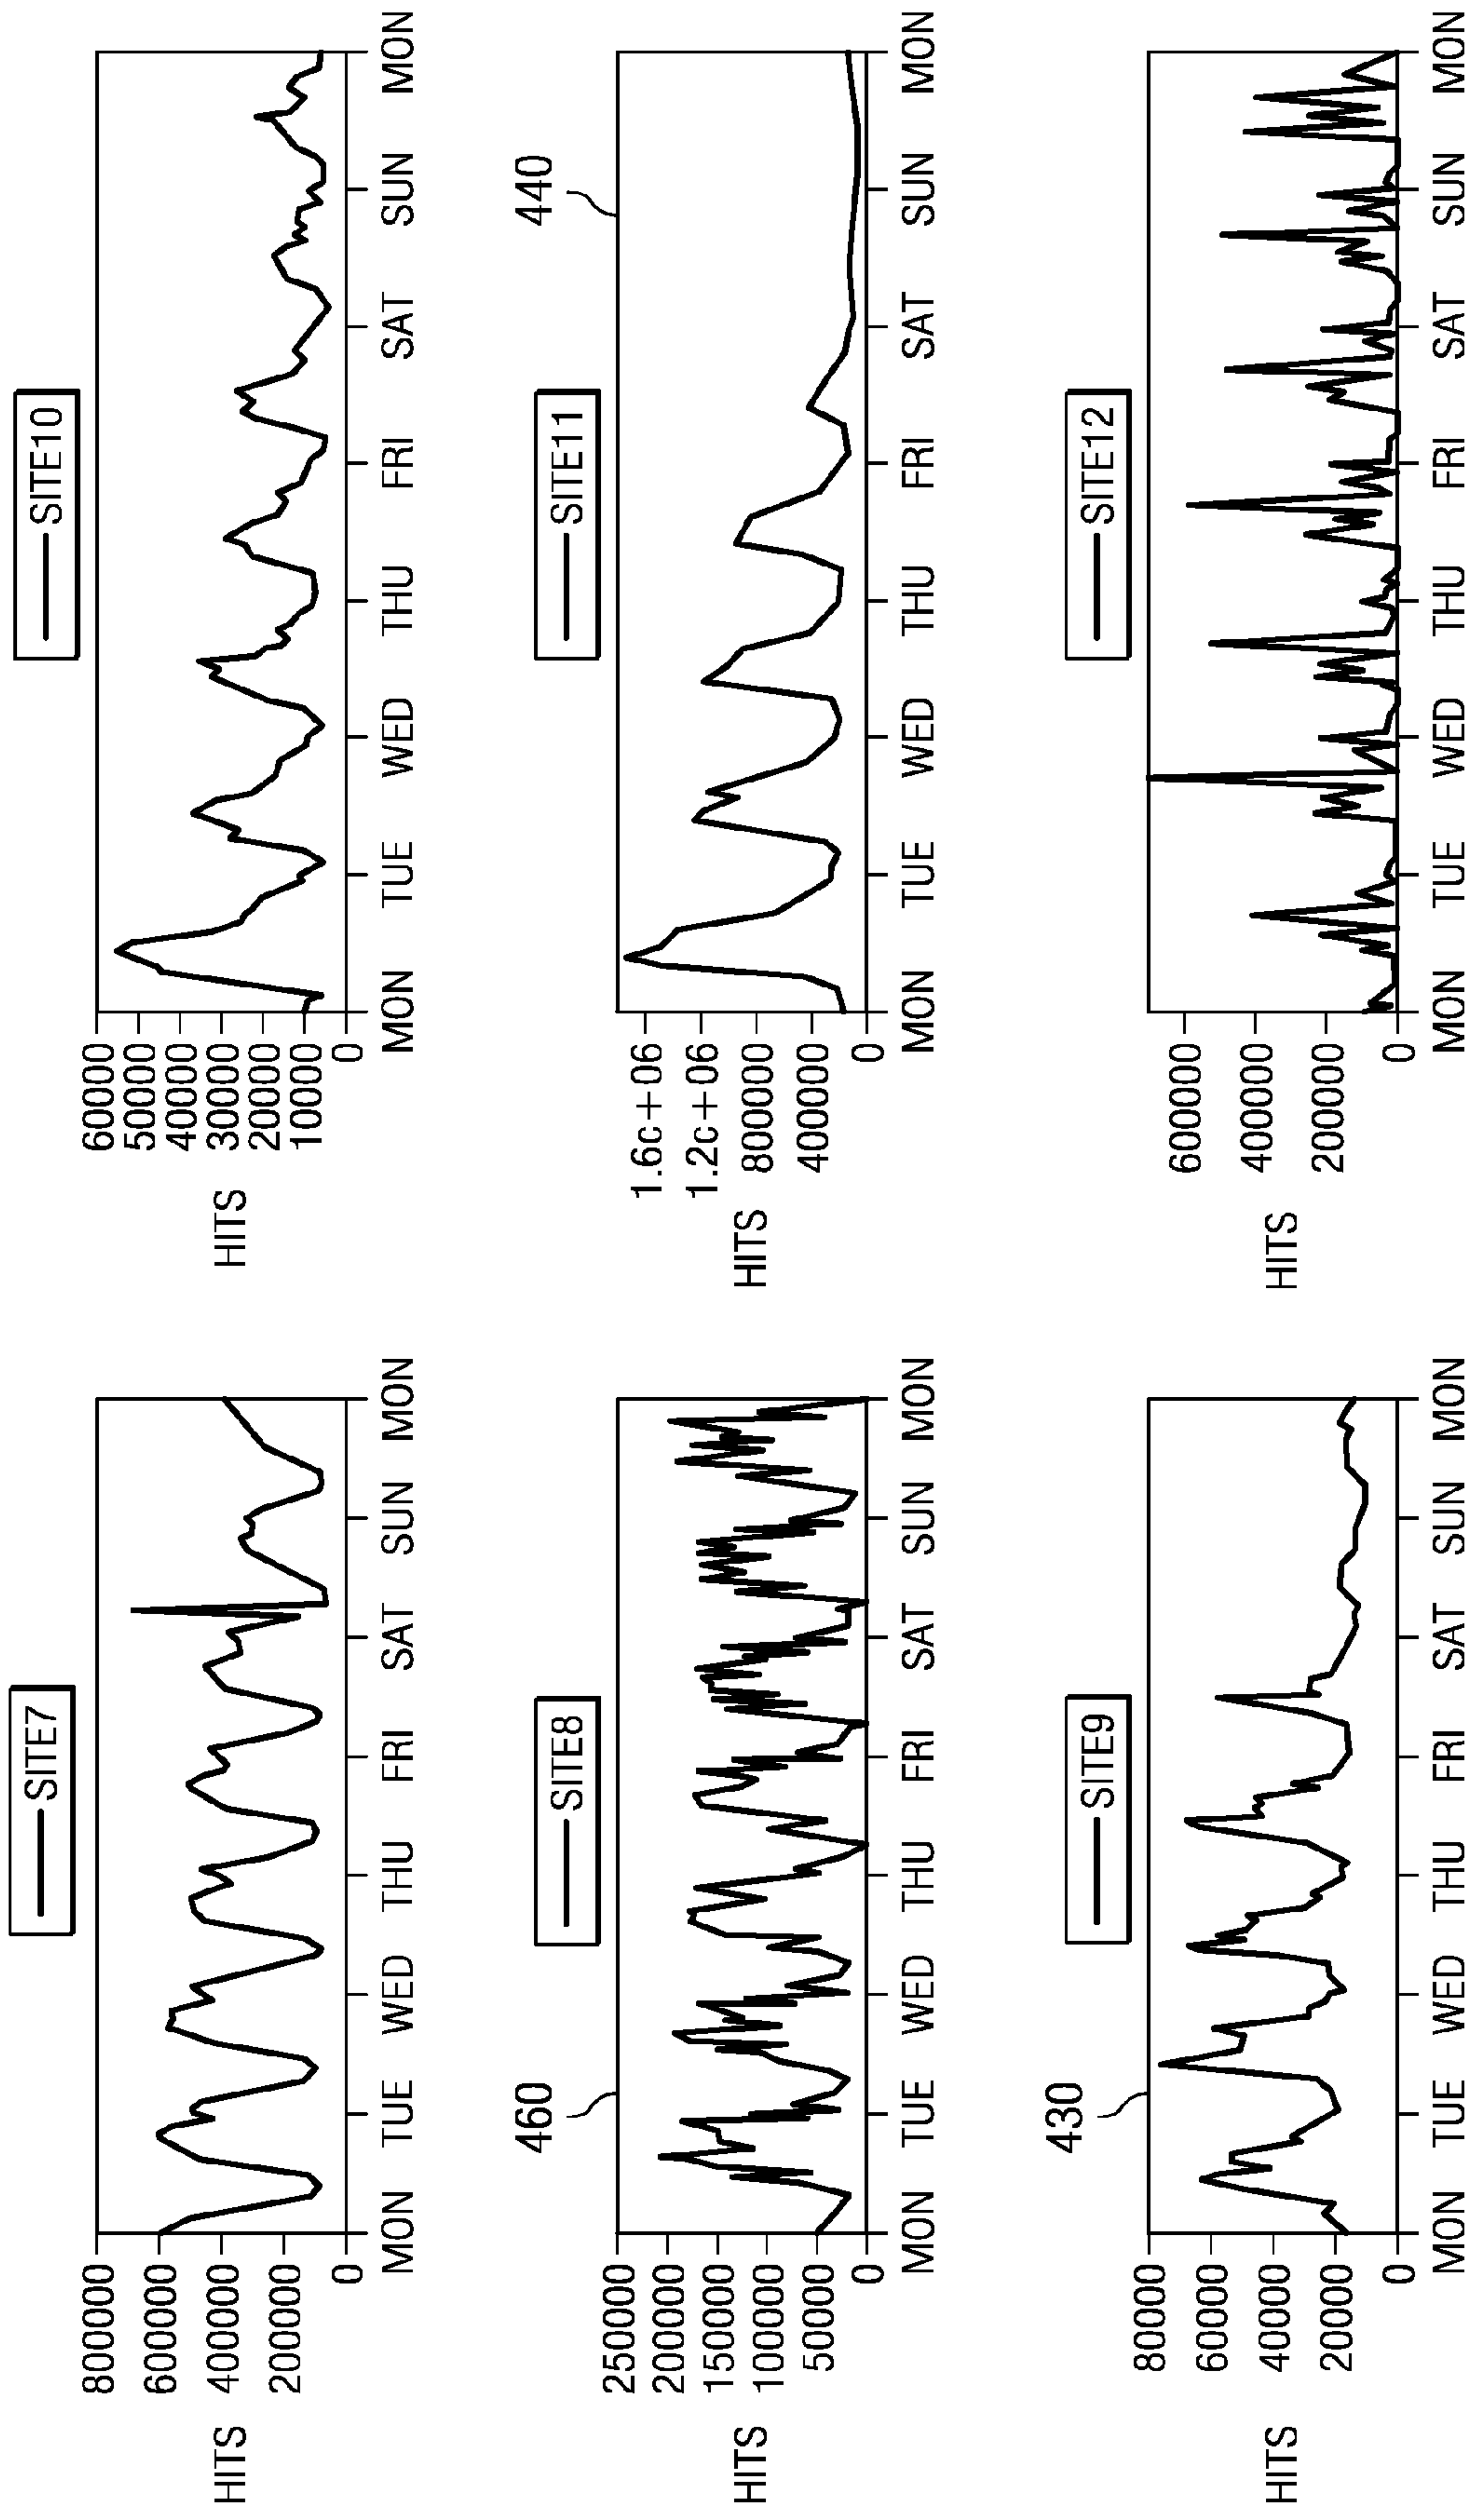 SITE7
800000
600000
400000
200000
0
HITS
MON TUE WED THU FRI SAT SUN MON
SITE10
60000
50000
40000
30000
20000
10000
0
HITS
MON TUE WED THU FRI SAT SUN MON
460
SITE8
250000
200000
150000
100000
50000
0
HITS
MON TUE WED THU FRI SAT SUN MON
440
SITE11
1.6c+06
1.2c+06
800000
400000
0
HITS
MON TUE WED THU FRI SAT SUN MON
430
SITE9
80000
60000
40000
20000
0
HITS
MON TUE WED THU FRI SAT SUN MON
SITE12
600000
400000
200000
0
HITS
MON TUE WED THU FRI SAT SUN MON